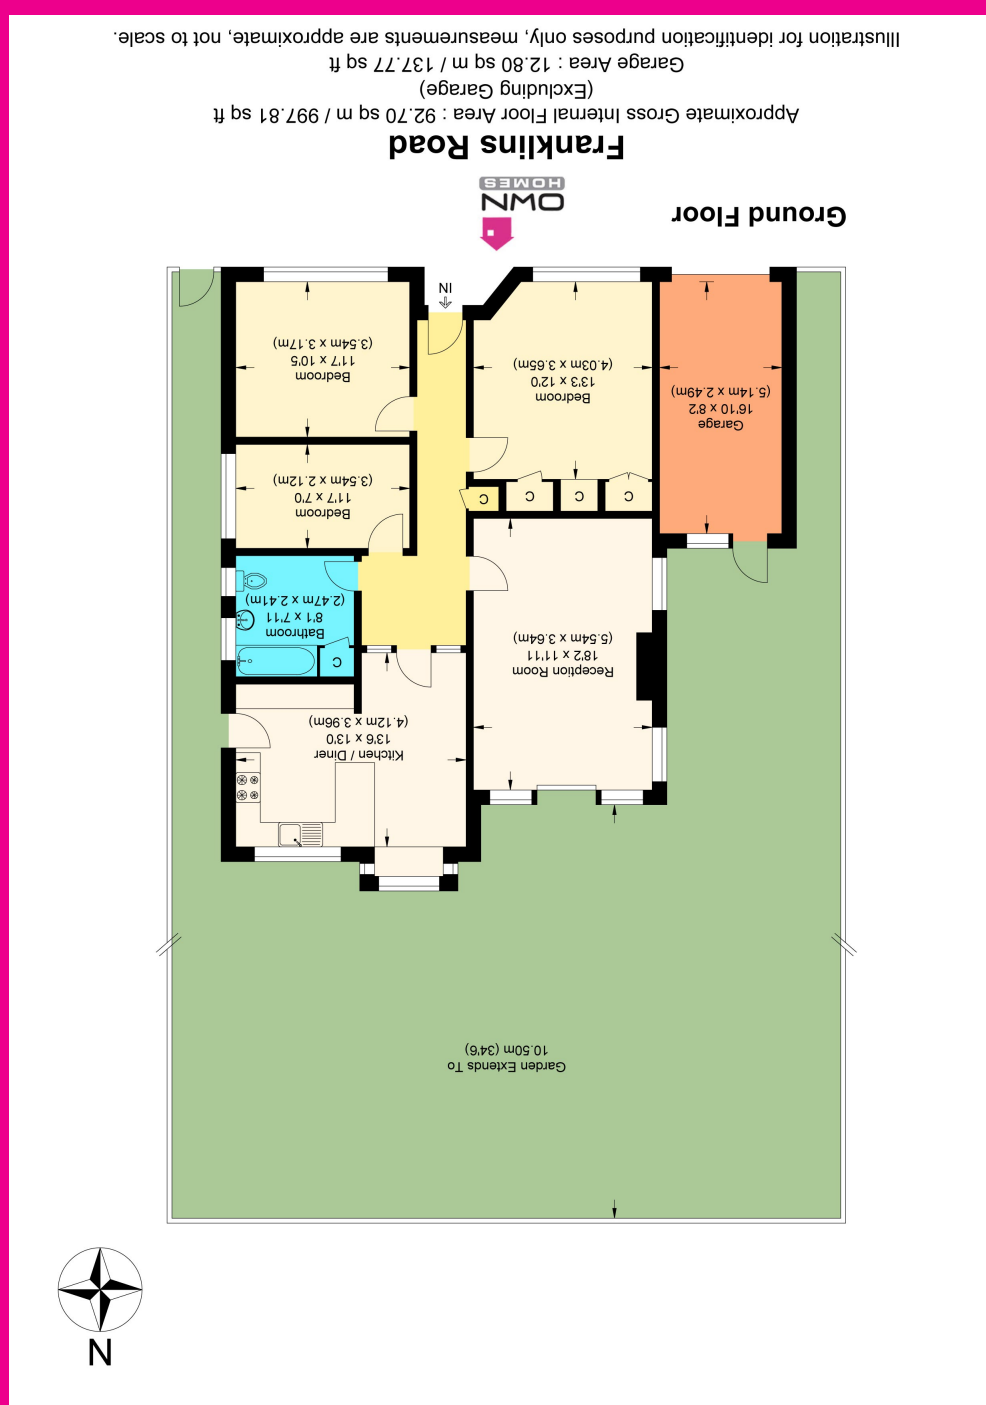 N
Garden Extends To
10.50m (34'6)
Kitchen / Diner
13'6 x 13'0
(4.12m x 3.96m)
Reception Room
18'2 x 11'11
(5.54m x 3.64m)
C
Bathroom
8'1 x 7'11
(2.47m x 2.41m)
C
C
C
C
Bedroom
11'7 x 7'0
(3.54m x 2.12m)
Garage
16'10 x 8'2
(5.14m x 2.49m)
Bedroom
13'3 x 12'0
(4.03m x 3.65m)
Bedroom
11'7 x 10'5
(3.54m x 3.17m)
IN
Ground Floor
OWN
HOMES
Franklins Road
Approximate Gross Internal Floor Area : 92.70 sq m / 997.81 sq ft
(Excluding Garage)
Garage Area : 12.80 sq m / 137.77 sq ft
Illustration for identification purposes only, measurements are approximate, not to scale.